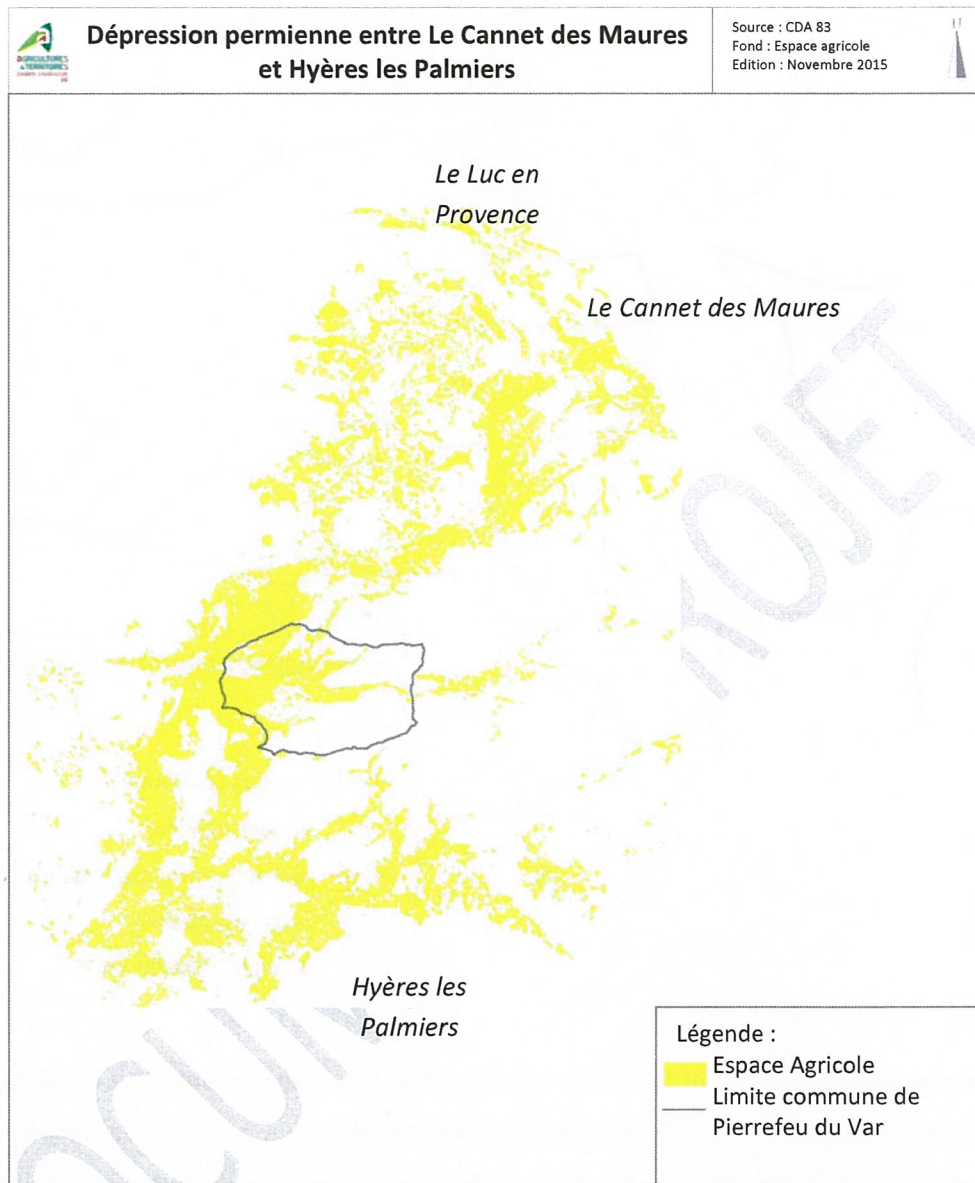 AGRICULTURES
& TERRITOIRES
Dépression permienne entre Le Cannet des Maures
et Hyères les Palmiers
Source : CDA 83
Fond : Espace agricole
Edition : Novembre 2015
Le Luc en
Provence
Le Cannet des Maures
Hyères les
Palmiers
Légende :
Espace Agricole
Limite commune de
Pierrefeu du Var